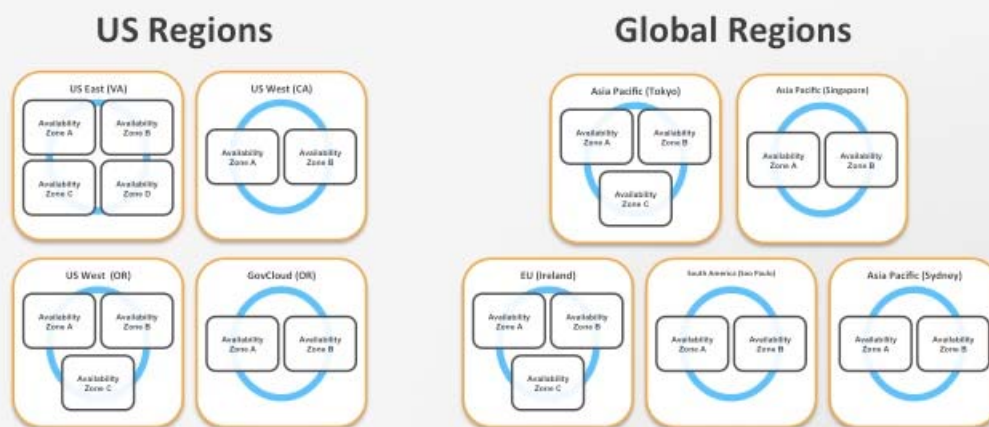 US Regions
Global Regions
US East (VA)
Availability
Zone A
Availability
Zone B
Availability
Zone C
Availability
Zone D
US West (CA)
Availability
Zone A
Availability
Zone B
Asia Pacific (Tokyo)
Availability
Zone A
Availability
Zone B
Availability
Zone C
Asia Pacific (Singapore)
Availability
Zone A
Availability
Zone B
US West (OR)
Availability
Zone A
Availability
Zone B
Availability
Zone C
GovCloud (OR)
Availability
Zone A
Availability
Zone B
EU (Ireland)
Availability
Zone A
Availability
Zone B
Availability
Zone C
South America (Sao Paulo)
Availability
Zone A
Availability
Zone B
Asia Pacific (Sydney)
Availability
Zone A
Availability
Zone B